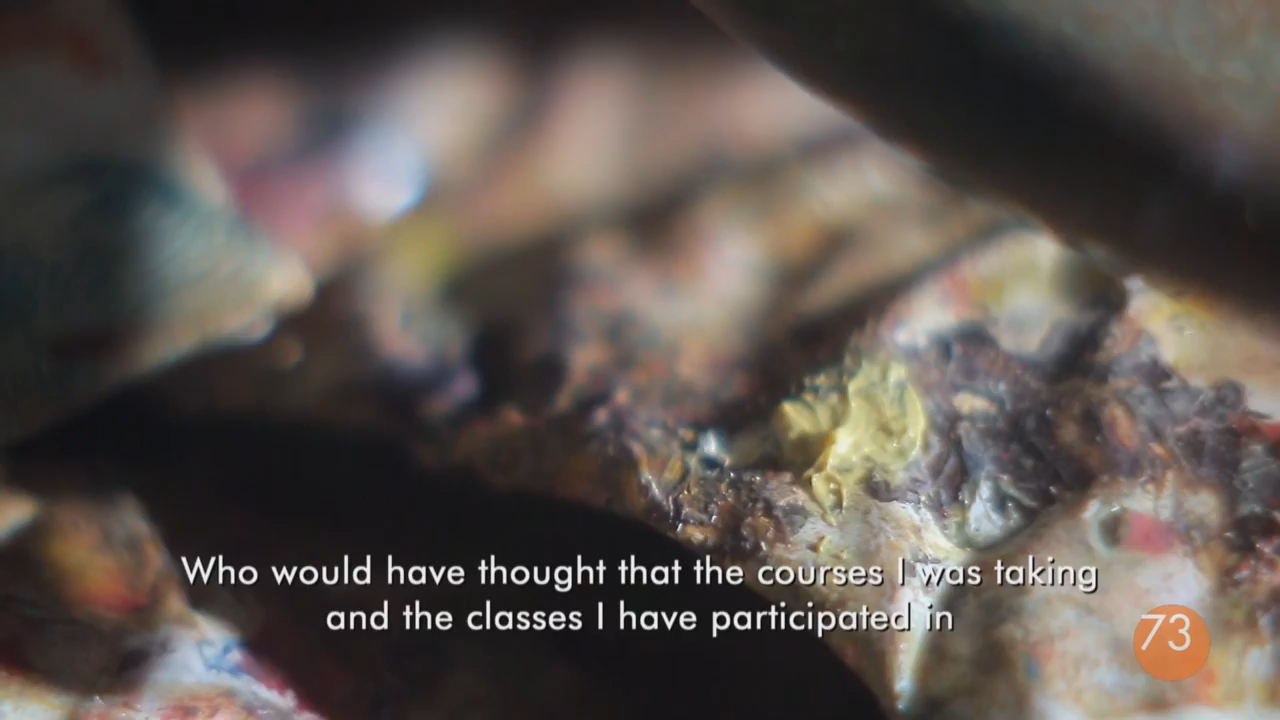 Who would have thought that the courses I was taking
and the classes I have participated in
73